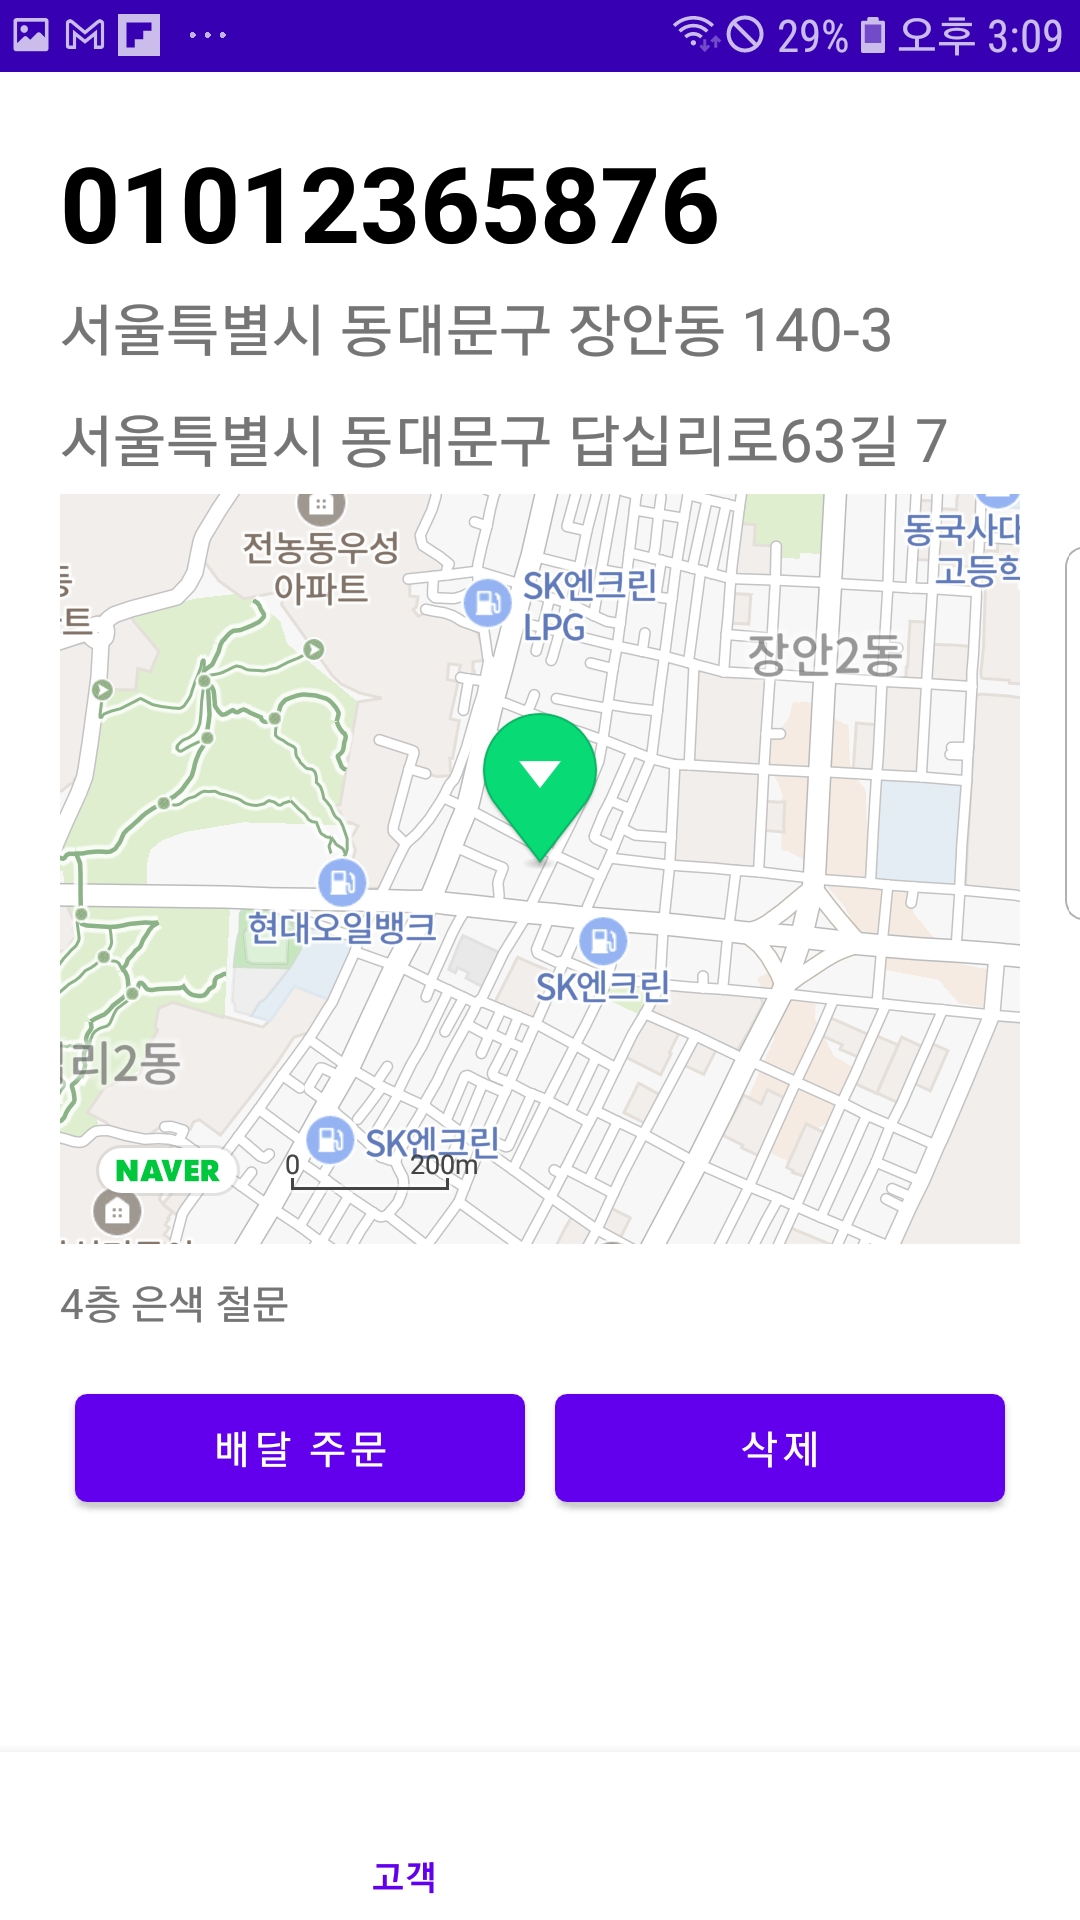 29% 오후 3:09
01012365876
서울특별시 동대문구 장안동 140-3
서울특별시 동대문구 답십리로63길 7
전농동우성
아파트
SK엔크린
LPG
동국사대
고등학
장안2동
현대오일뱅크
SK엔크린
리2동
SK엔크린
NAVER
0 200m
4층 은색 철문
배달 주문 삭제
고객